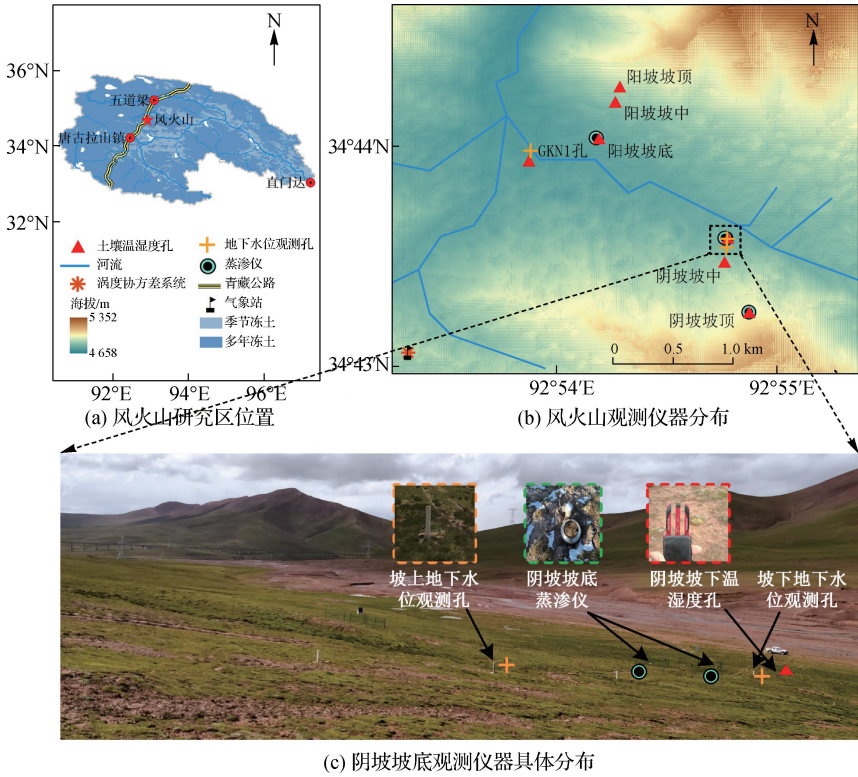 N
36°N
34°N
32°N
五道梁
风火山
唐古拉山镇
直门达
土壤温湿度孔
地下水位观测孔
河流
蒸渗仪
涡度协方差系统
青藏公路
海拔/m
气象站
5 352
季节冻土
多年冻土
4 658
92°E
94°E
96°E
(a) 风火山研究区位置
N
阳坡坡顶
阳坡坡中
34°44′N
GKN1孔
阳坡坡底
阴坡坡中
阴坡坡顶
0
0.5
1.0 km
34°43′N
92°54′E
92°55′E
(b) 风火山观测仪器分布
坡上地下水
位观测孔
阴坡坡底
蒸渗仪
阴坡坡下温
湿度孔
坡下地下水
位观测孔
(c) 阴坡坡底观测仪器具体分布